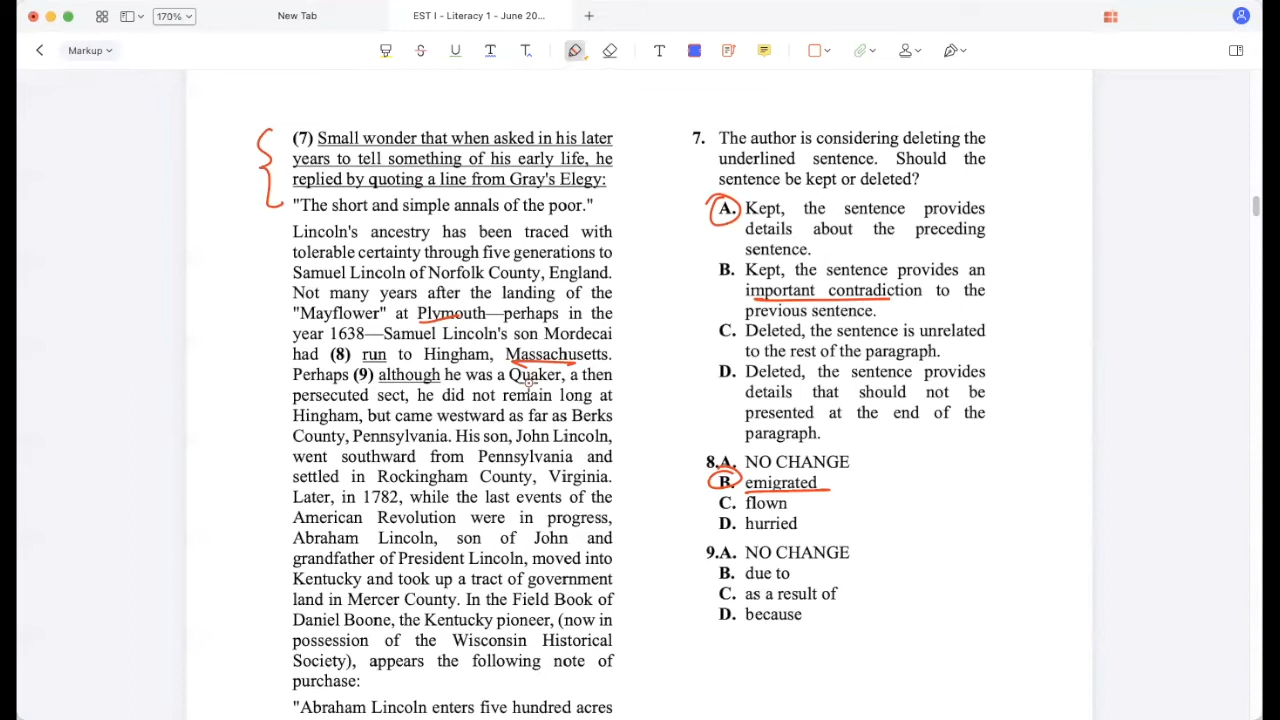 170%
New Tab
EST I - Literacy 1 - June 20...
Markup
(7) Small wonder that when asked in his later
years to tell something of his early life, he
replied by quoting a line from Gray's Elegy:
"The short and simple annals of the poor."
Lincoln's ancestry has been traced with
tolerable certainty through five generations to
Samuel Lincoln of Norfolk County, England.
Not many years after the landing of the
"Mayflower" at Plymouth—perhaps in the
year 1638—Samuel Lincoln's son Mordecai
had (8) run to Hingham, Massachusetts.
Perhaps (9) although he was a Quaker, a then
persecuted sect, he did not remain long at
Hingham, but came westward as far as Berks
County, Pennsylvania. His son, John Lincoln,
went southward from Pennsylvania and
settled in Rockingham County, Virginia.
Later, in 1782, while the last events of the
American Revolution were in progress,
Abraham Lincoln, son of John and
grandfather of President Lincoln, moved into
Kentucky and took up a tract of government
land in Mercer County. In the Field Book of
Daniel Boone, the Kentucky pioneer, (now in
possession of the Wisconsin Historical
Society), appears the following note of
purchase:
"Abraham Lincoln enters five hundred acres
7. The author is considering deleting the
underlined sentence. Should the
sentence be kept or deleted?
A. Kept, the sentence provides
details about the preceding
sentence.
B. Kept, the sentence provides an
important contradiction to the
previous sentence.
C. Deleted, the sentence is unrelated
to the rest of the paragraph.
D. Deleted, the sentence provides
details that should not be
presented at the end of the
paragraph.
8.A. NO CHANGE
B. emigrated
C. flown
D. hurried
9.A. NO CHANGE
B. due to
C. as a result of
D. because